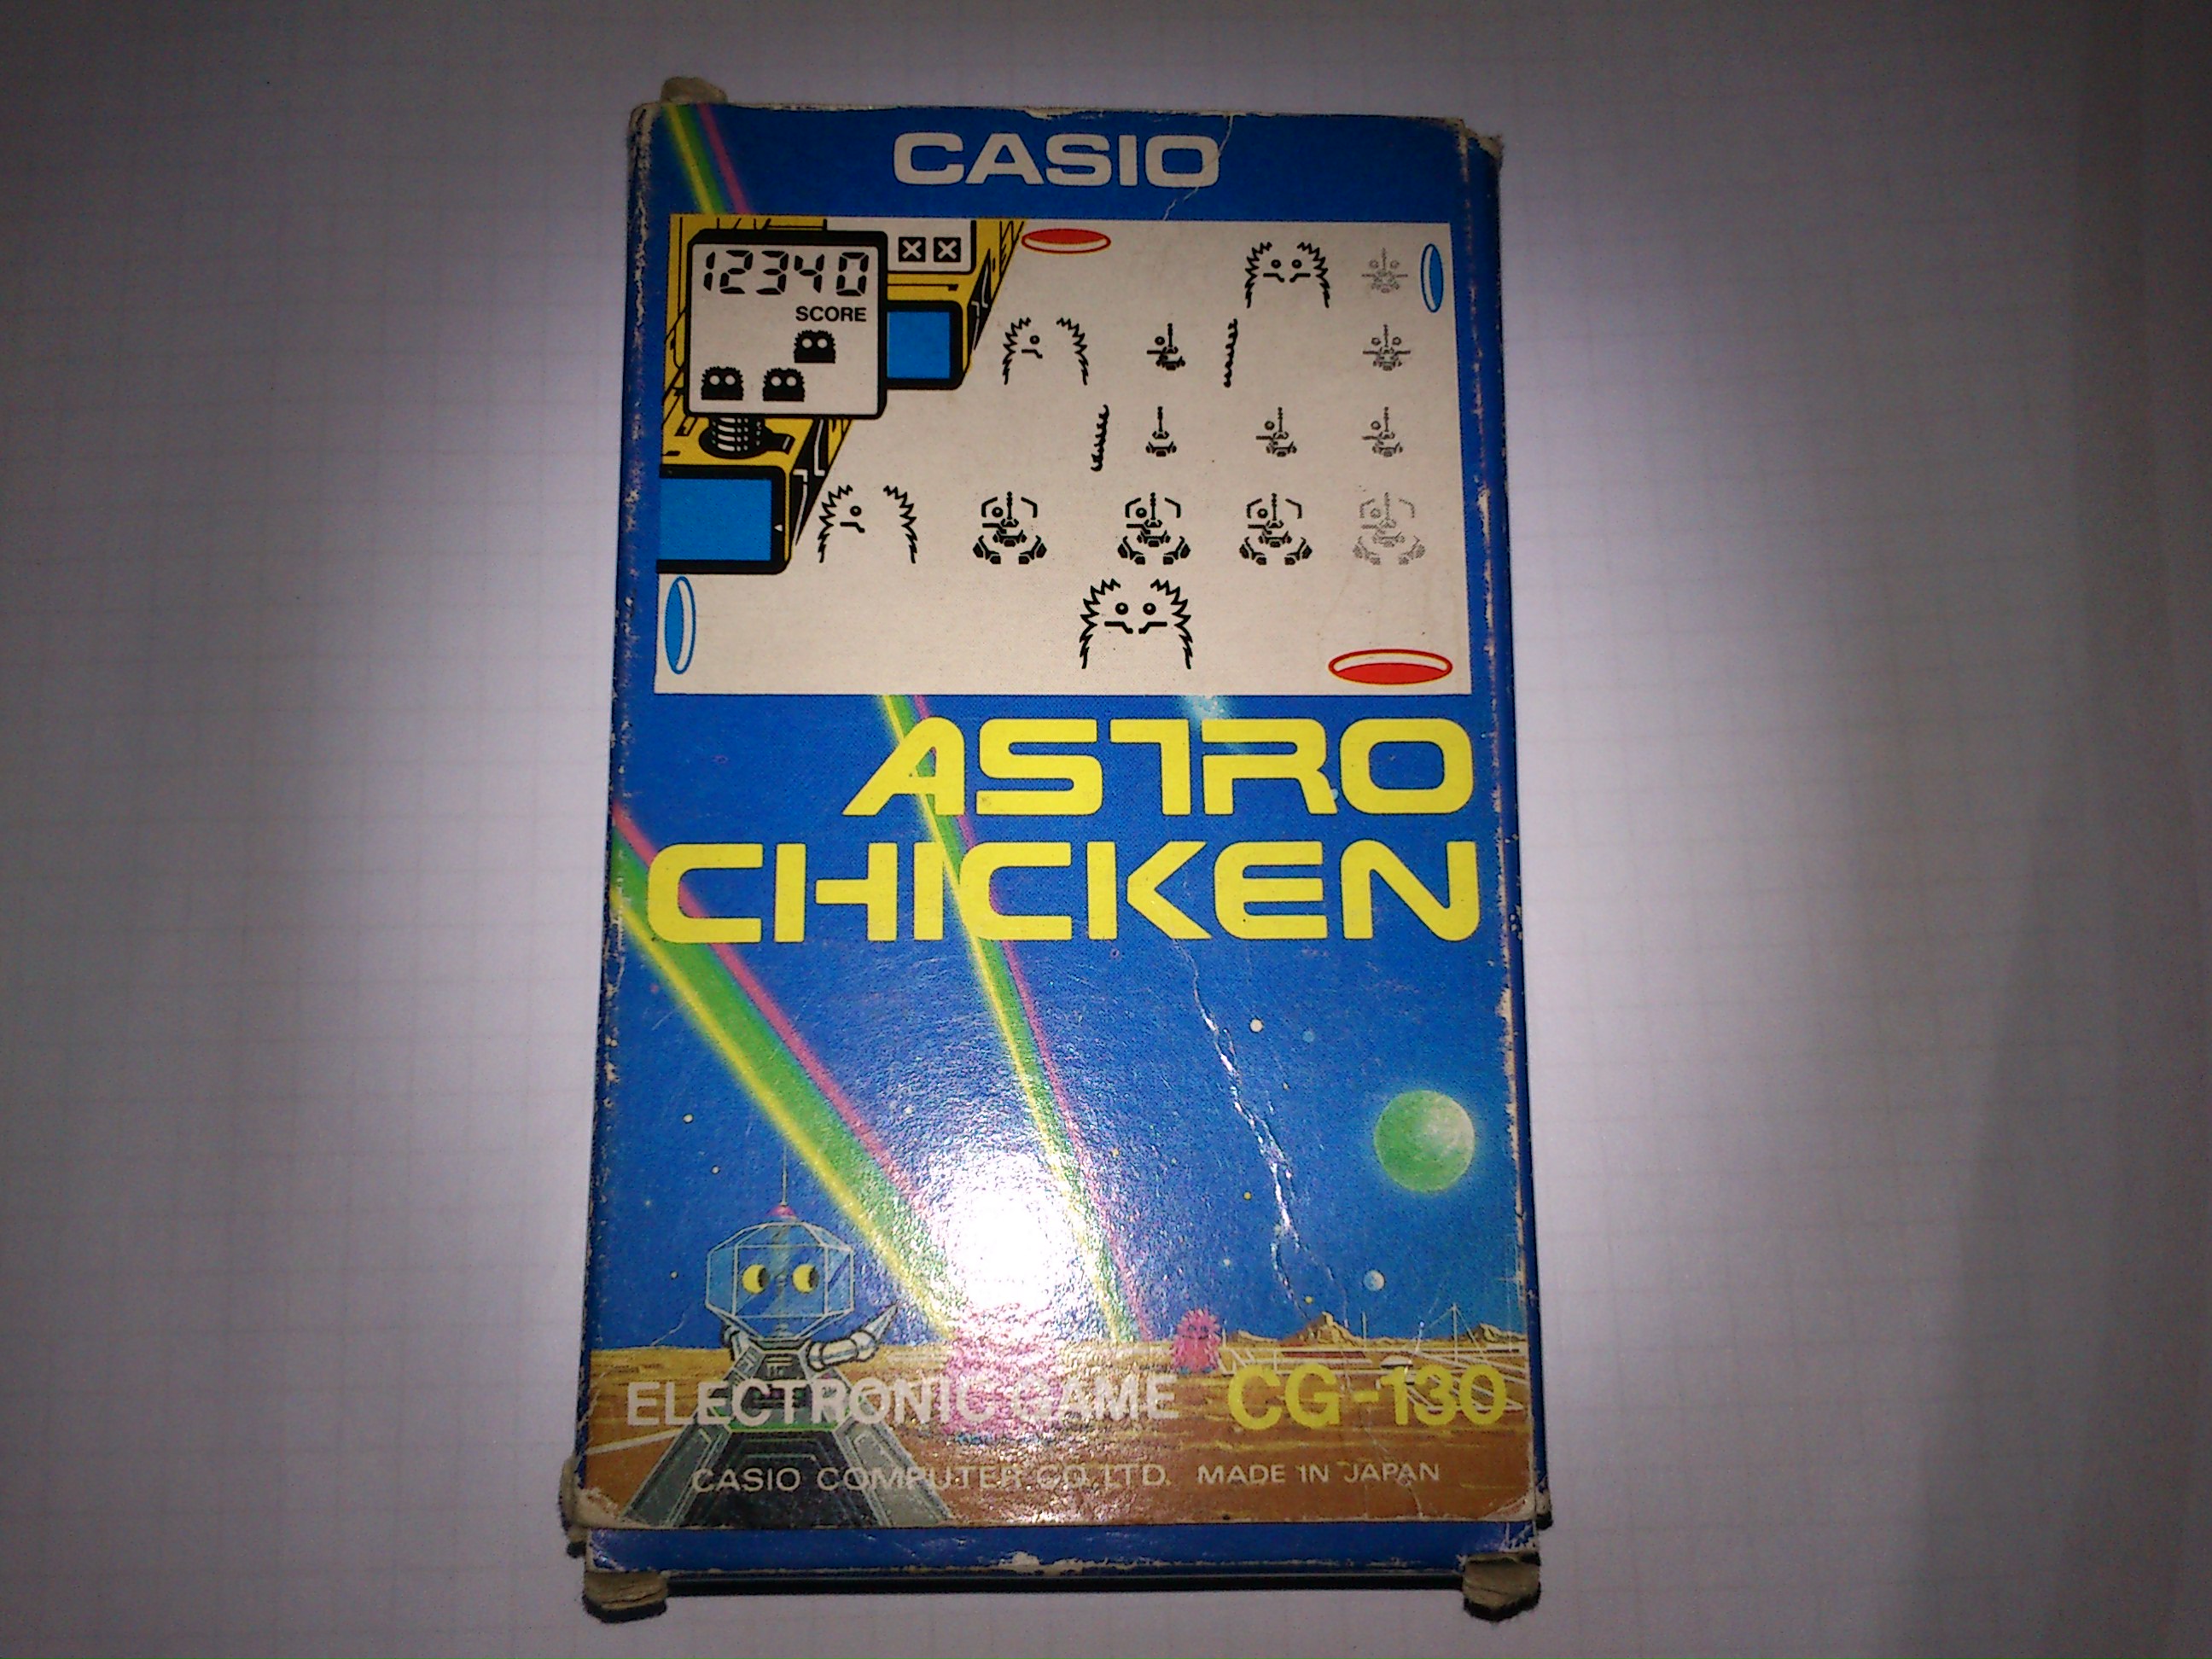 CASIO
12340
SCORE
ASTRO
CHICKEN
ELECTRONIC GAME CG-130
CASIO COMPUTER CO.,LTD. MADE IN JAPAN